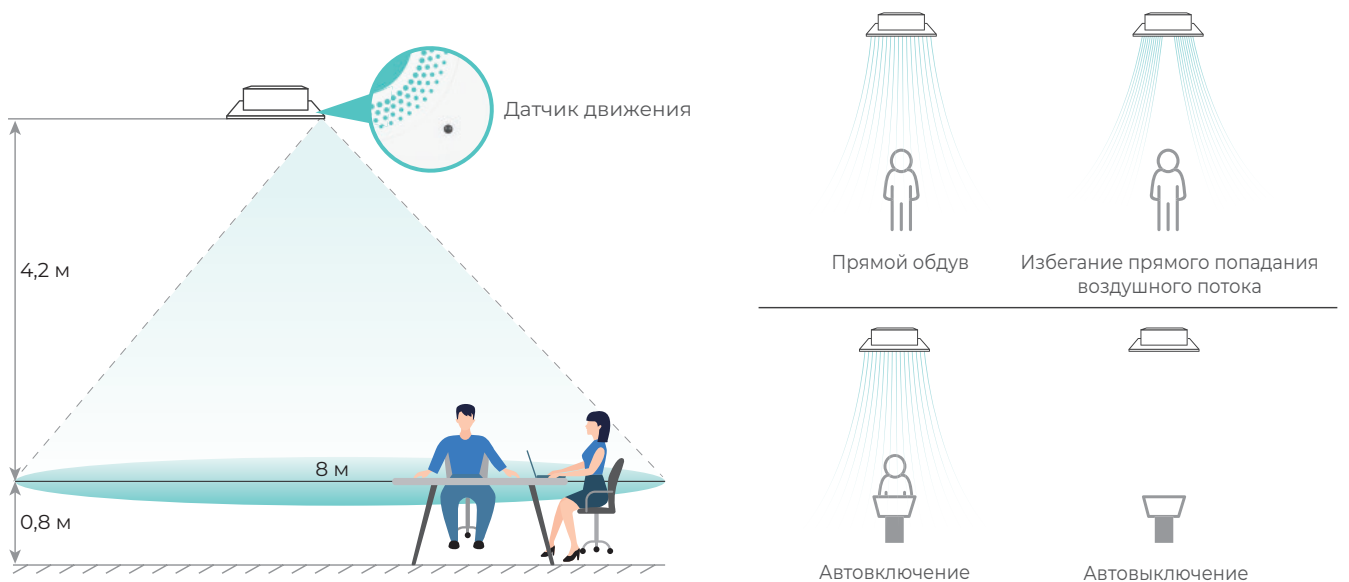 Датчик движения
4,2 м
8 м
0,8 м
Прямой обдув
Избегание прямого попадания
воздушного потока
Автовключение
Автовыключение